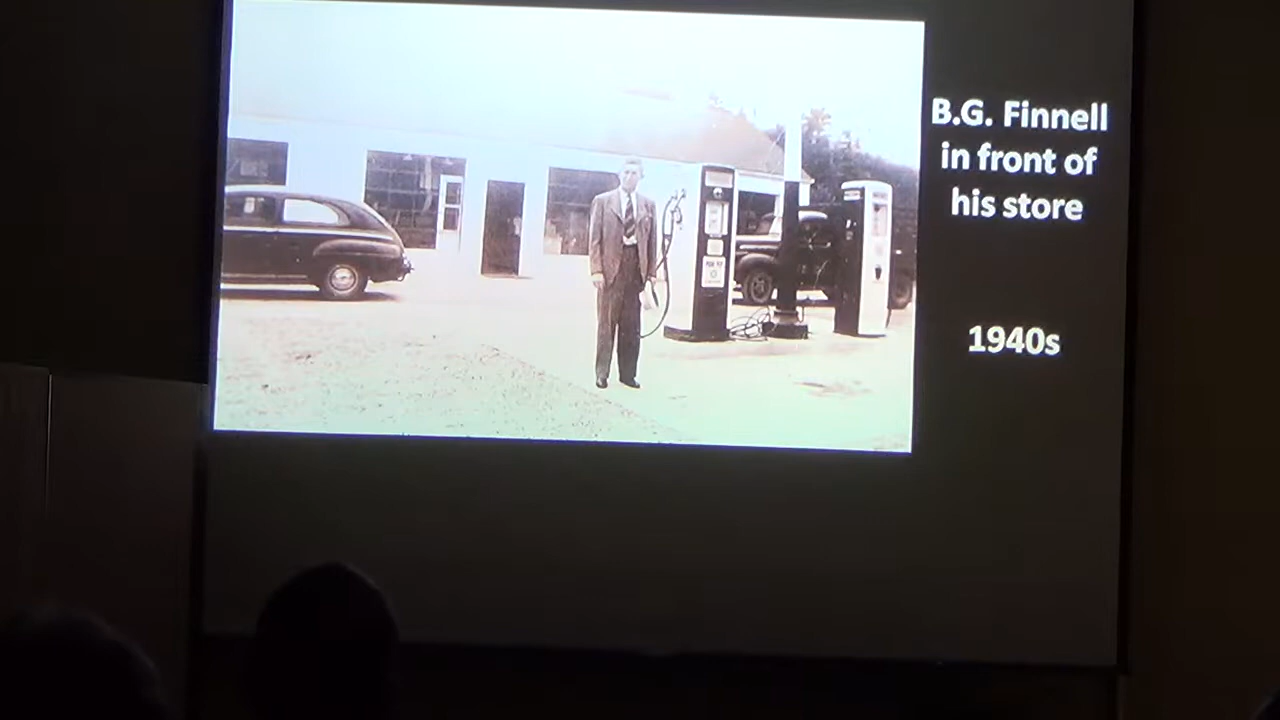 B.G. Finnell
in front of
his store
1940s